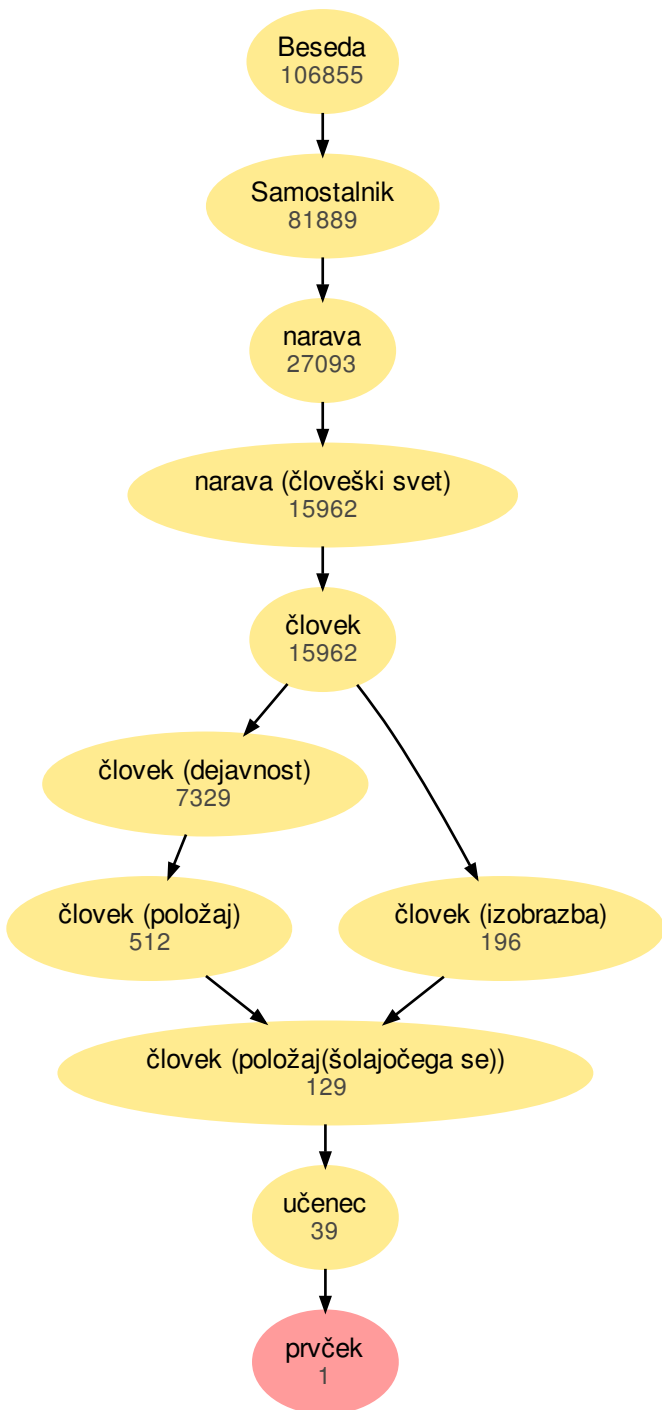 Beseda
106855
Samostalnik
81889
narava
27093
narava (človeški svet)
15962
človek
15962
človek (dejavnost)
7329
človek (položaj)
512
človek (izobrazba)
196
človek (položaj(šolajočega se))
129
učenec
39
prvček
1